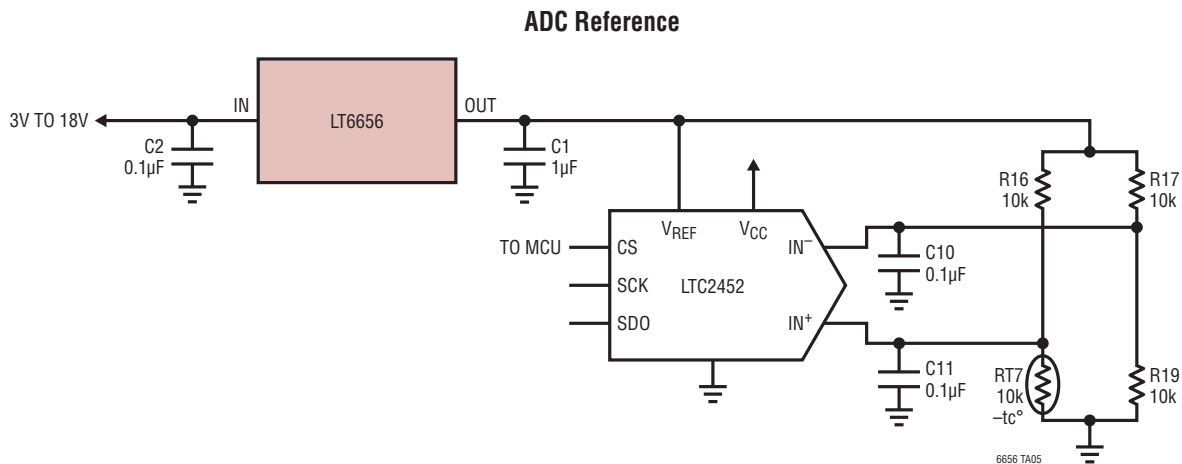 ADC Reference
3V TO 18V
IN
LT6656
OUT
C2
0.1µF
C1
1µF
R16
10k
R17
10k
VREF
VCC
TO MCU
CS
IN–
SCK
LTC2452
SDO
IN+
C10
0.1µF
C11
0.1µF
RT7
10k
–tc°
R19
10k
6656 TA05